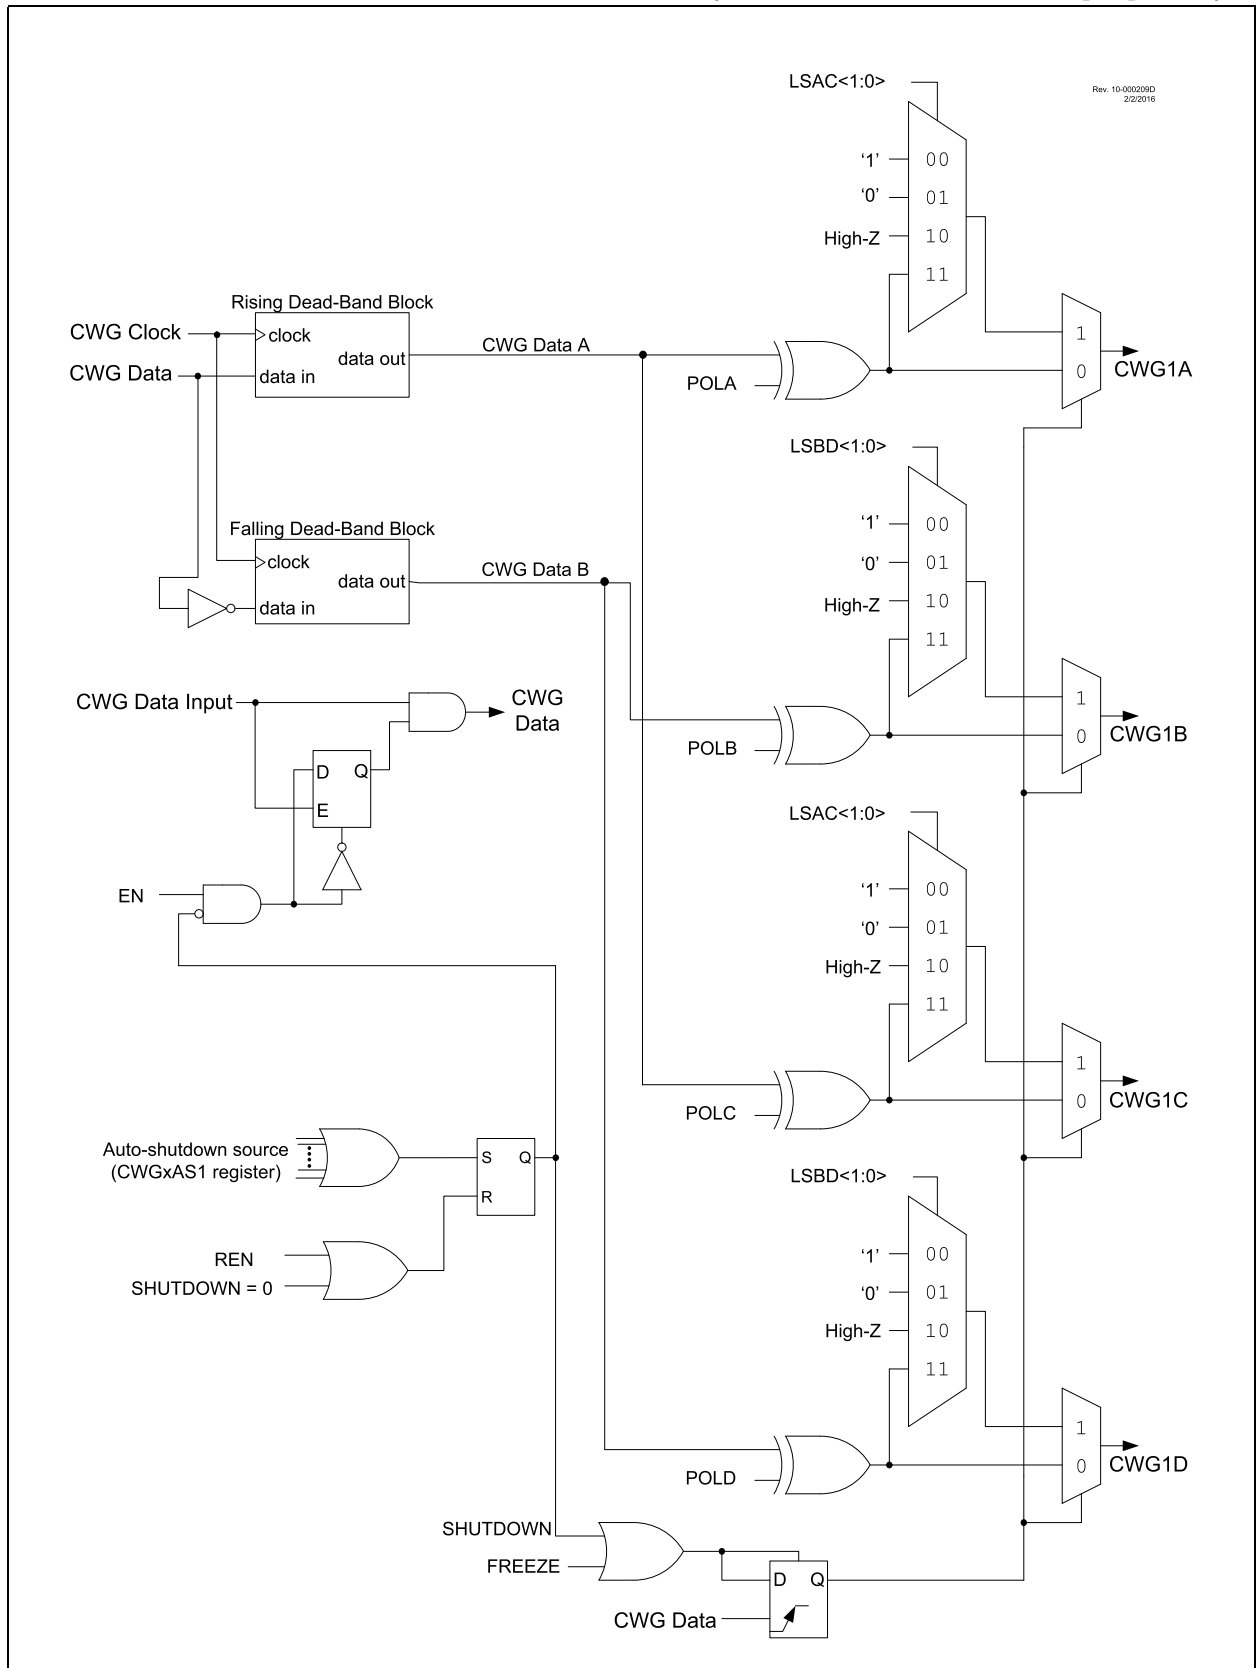 LSAC<1:0>
Rev. 10-000209D
2/2/2016
‘1’ 00
‘0’ 01
High-Z 10
11
Rising Dead-Band Block
CWG Clock
clock
data out
CWG Data
data in
CWG Data A
POLA
1
0
CWG1A
LSBD<1:0>
‘1’ 00
‘0’ 01
High-Z 10
11
Falling Dead-Band Block
clock
data out
data in
CWG Data B
POLB
1
0
CWG1B
CWG Data Input
CWG
Data
D Q
E
EN
LSAC<1:0>
‘1’ 00
‘0’ 01
High-Z 10
11
POLC
1
0
CWG1C
Auto-shutdown source
(CWGxAS1 register)
S Q
R
REN
SHUTDOWN = 0
LSBD<1:0>
‘1’ 00
‘0’ 01
High-Z 10
11
POLD
1
0
CWG1D
SHUTDOWN
FREEZE
D Q
CWG Data